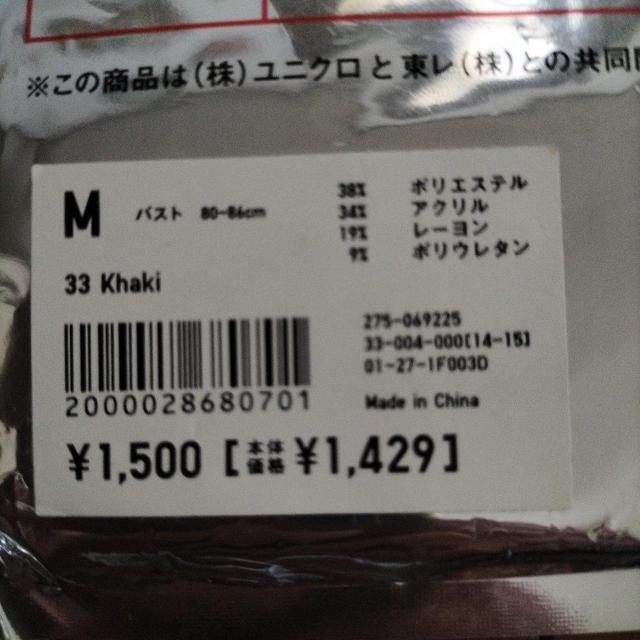 ※この商品は(株)ユニクロと東レ(株)との共同
M バスト 80-86cm
38% ポリエステル
34% アクリル
19% レーヨン
9% ポリウレタン
33 Khaki
275-069225
33-004-000[14-15]
01-27-1F003D
2000028680701
Made in China
¥1,500 [本体価格 ¥1,429]